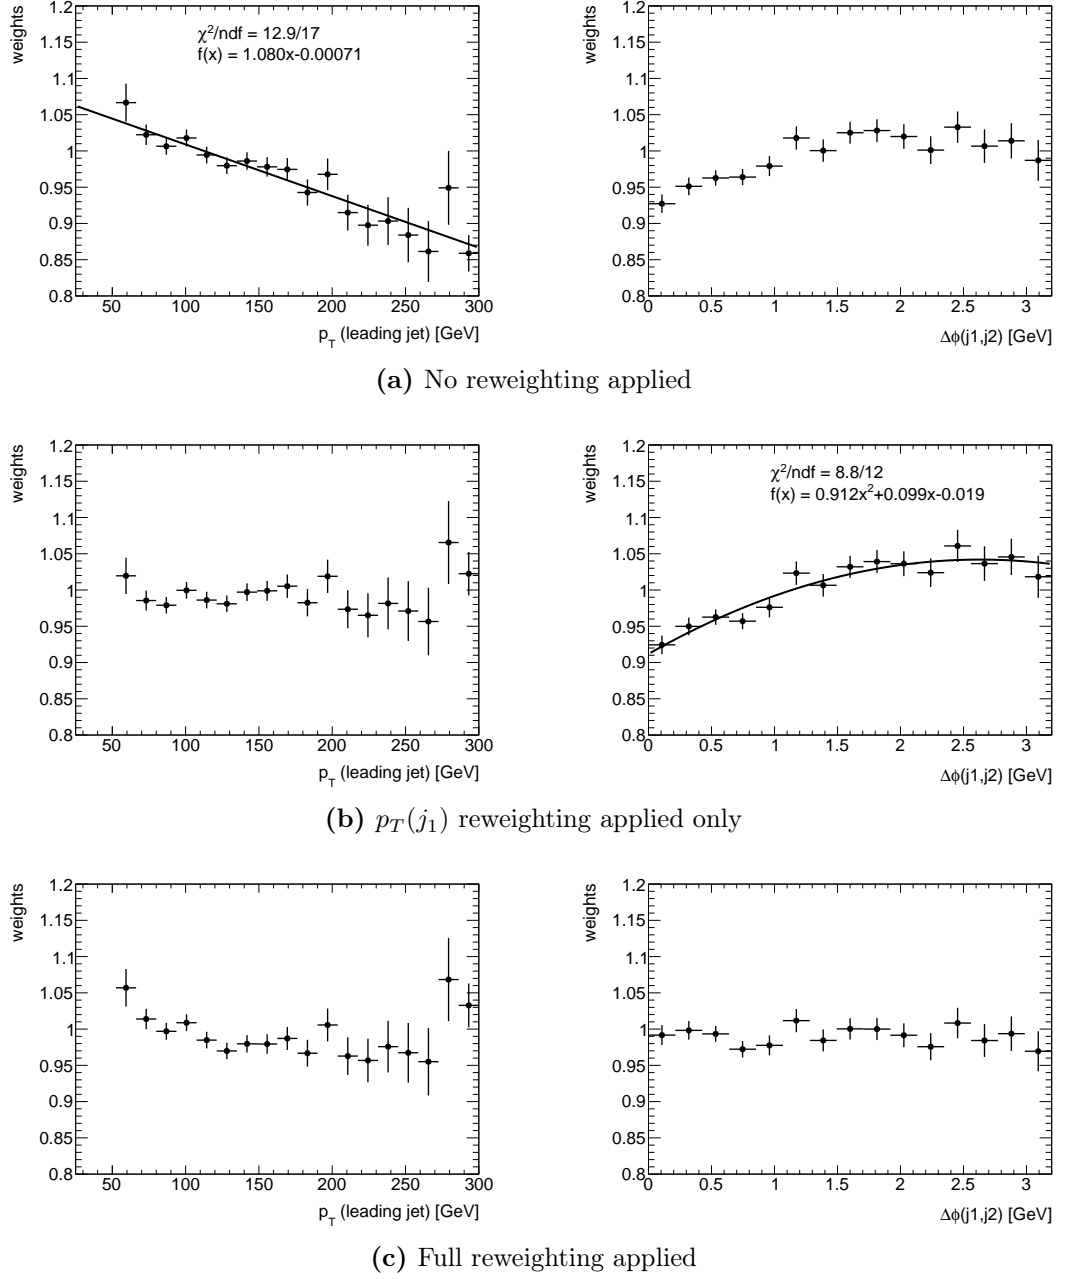 weights
1.2
1.15
1.1
1.05
1
0.95
0.9
0.85
0.8
χ²/ndf = 12.9/17
f(x) = 1.080x-0.00071
50 100 150 200 250 300
p_T (leading jet) [GeV]
weights
1.2
1.15
1.1
1.05
1
0.95
0.9
0.85
0.8
0 0.5 1 1.5 2 2.5 3
Δϕ(j1,j2) [GeV]
(a) No reweighting applied
weights
1.2
1.15
1.1
1.05
1
0.95
0.9
0.85
0.8
50 100 150 200 250 300
p_T (leading jet) [GeV]
weights
1.2
1.15
1.1
1.05
1
0.95
0.9
0.85
0.8
χ²/ndf = 8.8/12
f(x) = 0.912x²+0.099x-0.019
0 0.5 1 1.5 2 2.5 3
Δϕ(j1,j2) [GeV]
(b) p_T(j₁) reweighting applied only
weights
1.2
1.15
1.1
1.05
1
0.95
0.9
0.85
0.8
50 100 150 200 250 300
p_T (leading jet) [GeV]
weights
1.2
1.15
1.1
1.05
1
0.95
0.9
0.85
0.8
0 0.5 1 1.5 2 2.5 3
Δϕ(j1,j2) [GeV]
(c) Full reweighting applied